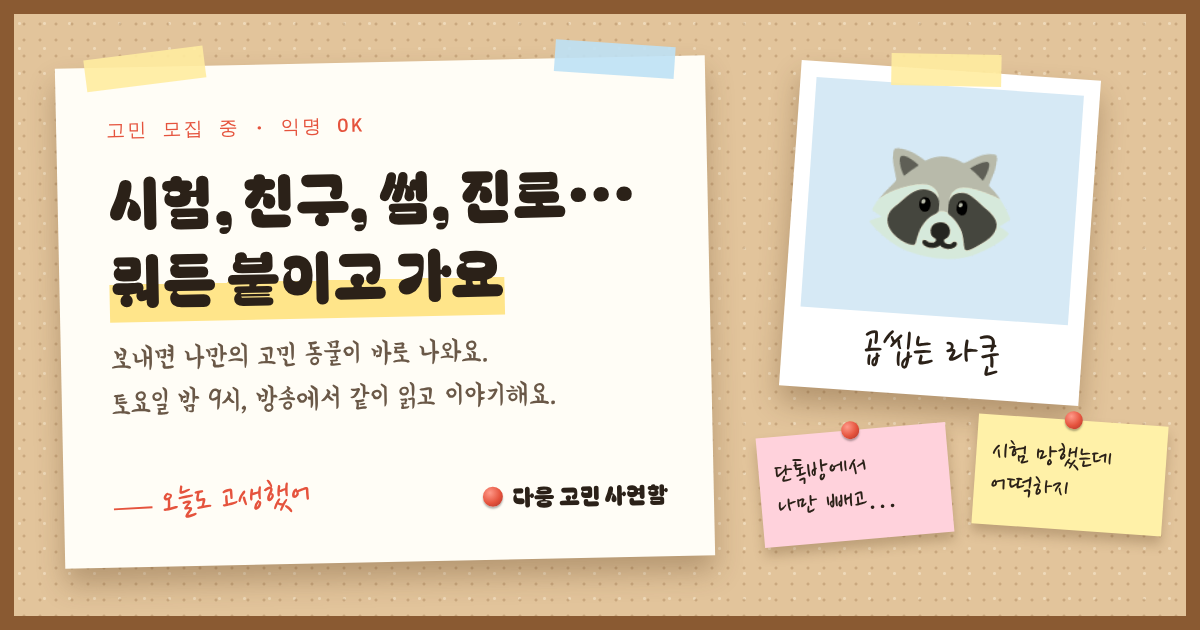 고민 모집 중 · 익명 OK
시험, 친구, 썸, 진로…
뭐든 붙이고 가요
보내면 나만의 고민 동물이 바로 나와요.
토요일 밤 9시, 방송에서 같이 읽고 이야기해요.
오늘도 고생했어
다웅 고민 사연함
곱씹는 라쿤
단톡방에서
나만 빼고...
시험 망했는데
어떡하지